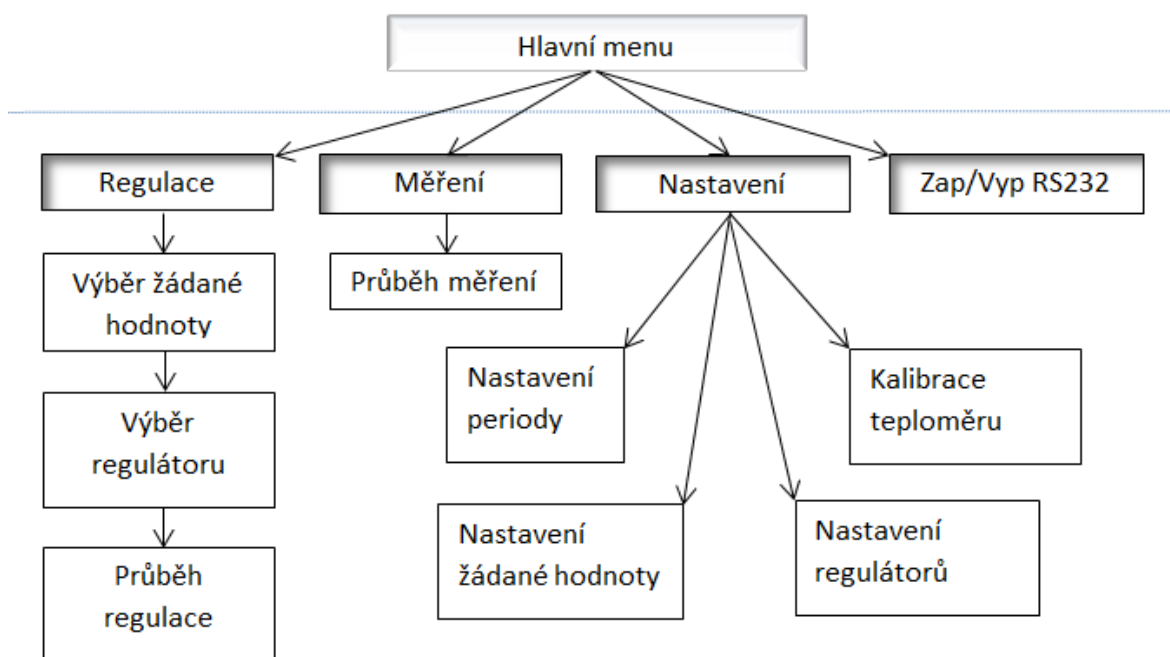 Hlavní menu
Regulace
Měření
Nastavení
Zap/Vyp RS232
Výběr žádané
hodnoty
Průběh měření
Výběr
regulátoru
Průběh
regulace
Nastavení
periody
Kalibrace
teploměru
Nastavení
žádané hodnoty
Nastavení
regulátorů